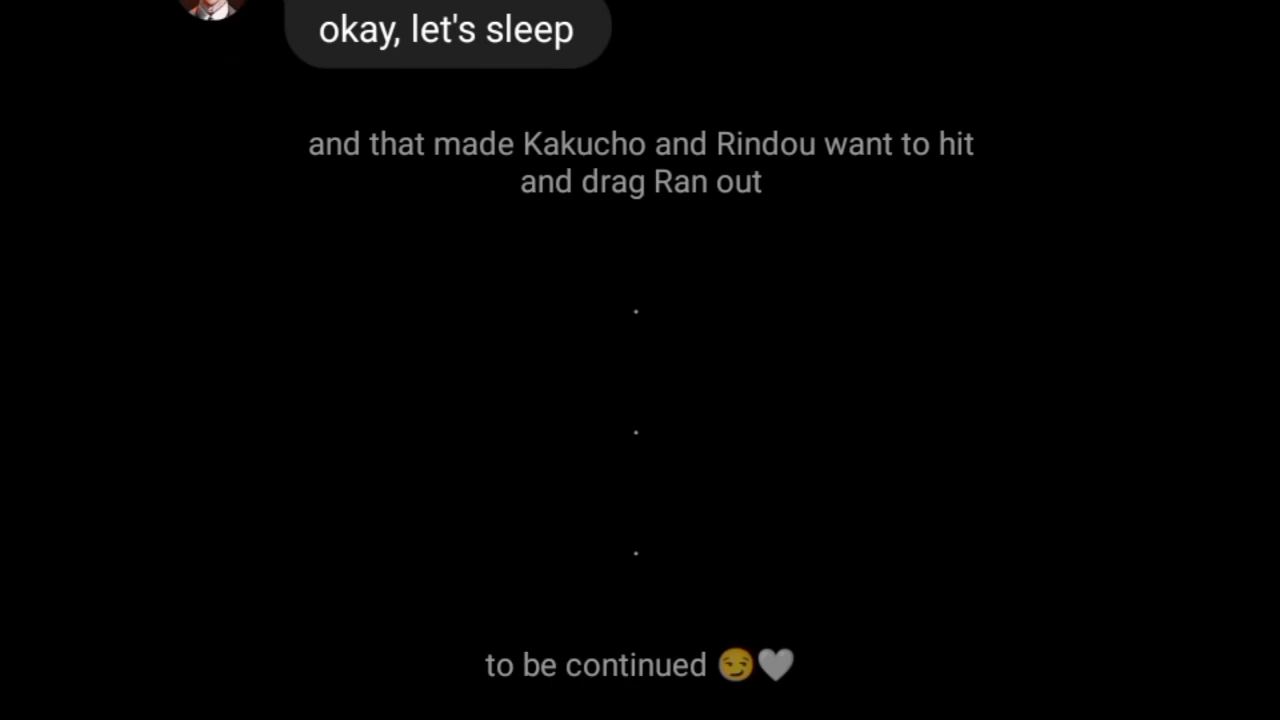 okay, let's sleep
and that made Kakucho and Rindou want to hit
and drag Ran out
.
.
.
to be continued 😏🤍